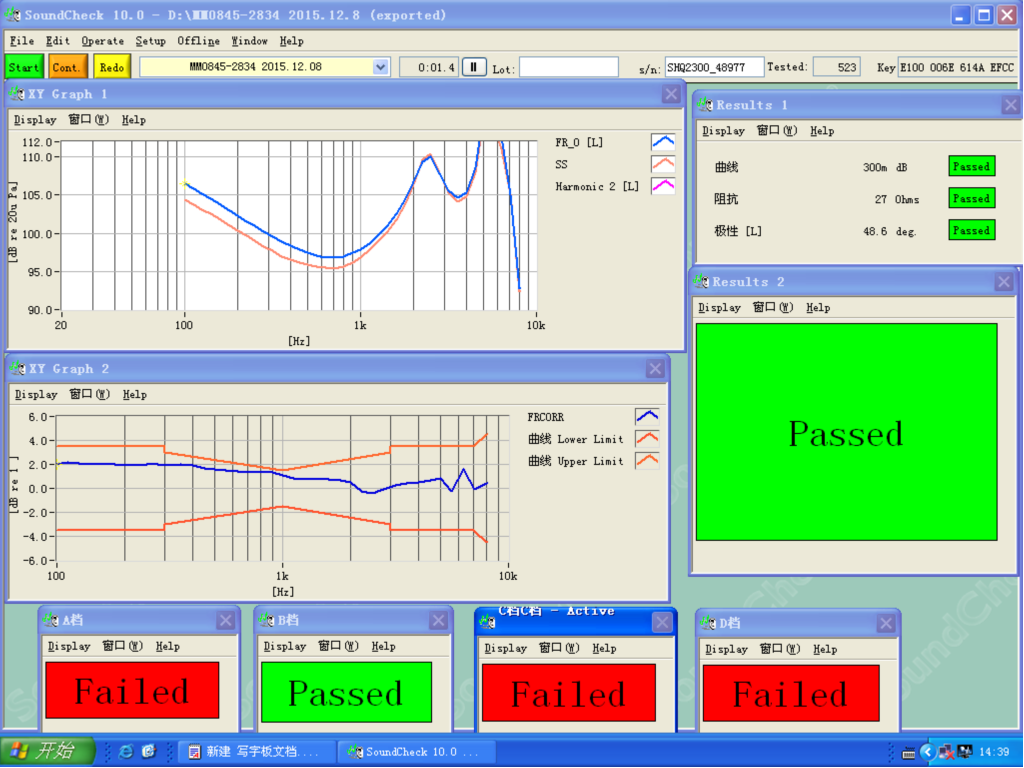 SoundCheck 10.0 - D:\MM0845-2834 2015.12.8 (exported)
File Edit Operate Setup Offline Window Help
Start Cont. Redo MM0845-2834 2015.12.08 0:01.4 Lot: s/n: SHQ2300_48977 Tested: 523 Key E100 006E 614A EFCC
XY Graph 1
Display 窗口(W) Help
112.0
110.0
105.0
100.0
95.0
90.0
[dB re 20u Pa]
20 100 1k 10k
[Hz]
FR_0 [L]
SS
Harmonic 2 [L]
Results 1
Display 窗口(W) Help
曲线 300m dB Passed
阻抗 27 Ohms Passed
极性 [L] 48.6 deg. Passed
Results 2
Display 窗口(W) Help
Passed
XY Graph 2
Display 窗口(W) Help
6.0
4.0
2.0
0.0
-2.0
-4.0
-6.0
[dB re 1 ]
100 1k 10k
[Hz]
FRCORR
曲线 Lower Limit
曲线 Upper Limit
A档
Display 窗口(W) Help
Failed
B档
Display 窗口(W) Help
Passed
C档C档 - Active
Display 窗口(W) Help
Failed
D档
Display 窗口(W) Help
Failed
开始 新建 写字板文档.... SoundCheck 10.0 ... 14:39